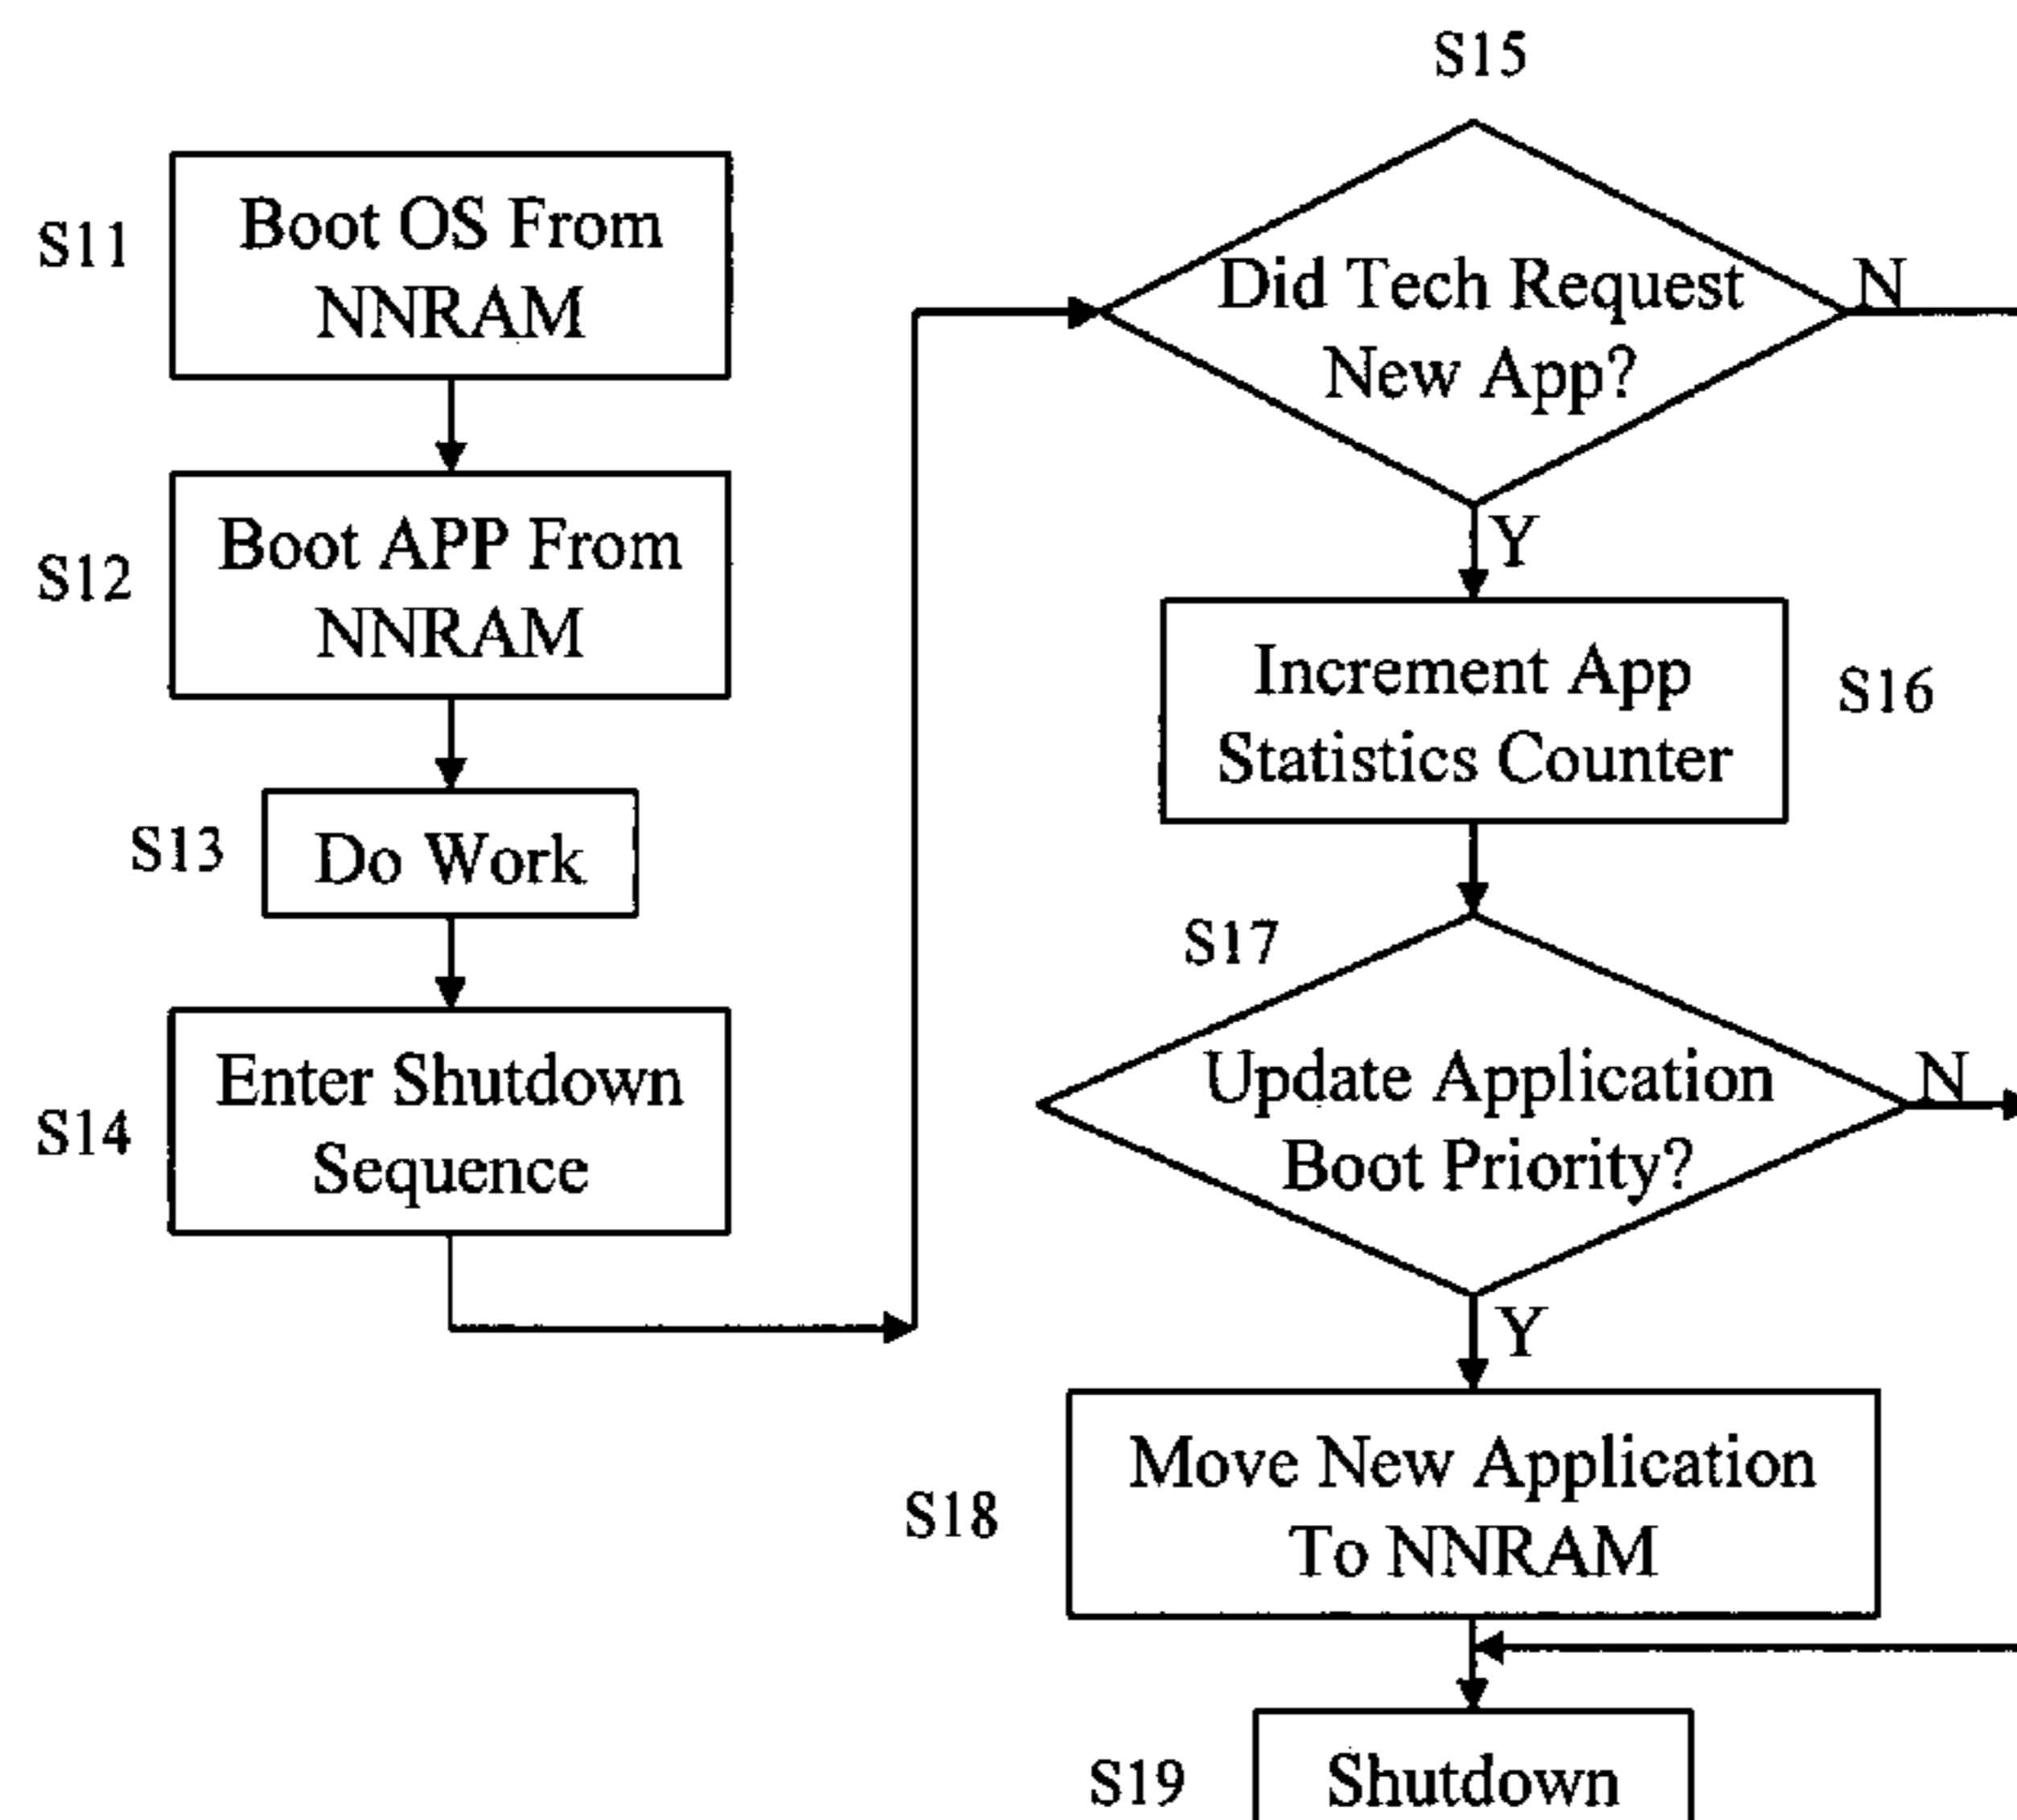 S11
Boot OS From
NNRAM
S12
Boot APP From
NNRAM
S13
Do Work
S14
Enter Shutdown
Sequence
S15
Did Tech Request
New App?
N
Y
Increment App
Statistics Counter
S16
S17
Update Application
Boot Priority?
N
Y
S18
Move New Application
To NNRAM
S19
Shutdown